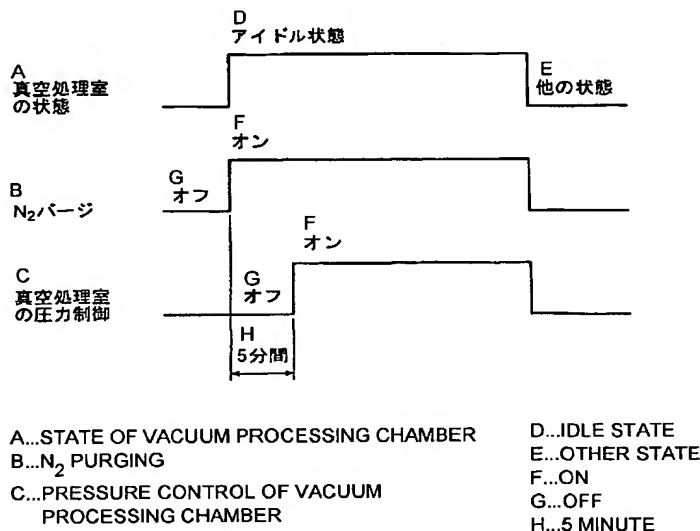 D
アイドル状態
A
真空処理室
の状態
E
他の状態
F
オン
G
オフ
B
N₂パージ
F
オン
C
真空処理室
の圧力制御
G
オフ
H
5分間
A...STATE OF VACUUM PROCESSING CHAMBER
B...N₂ PURGING
C...PRESSURE CONTROL OF VACUUM
PROCESSING CHAMBER
D...IDLE STATE
E...OTHER STATE
F...ON
G...OFF
H...5 MINUTE